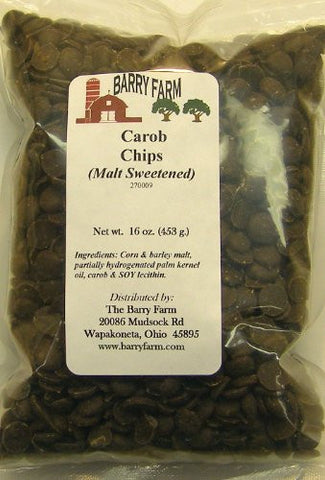 BARRY FARM
Carob
Chips
(Malt Sweetened)
270009
Net wt. 16 oz. (453 g.)
Ingredients: Corn & barley malt,
partially hydrogenated palm kernel
oil, carob & SOY lecithin.
Distributed by:
The Barry Farm
20086 Mudsock Rd
Wapakoneta, Ohio 45895
www.barryfarm.com